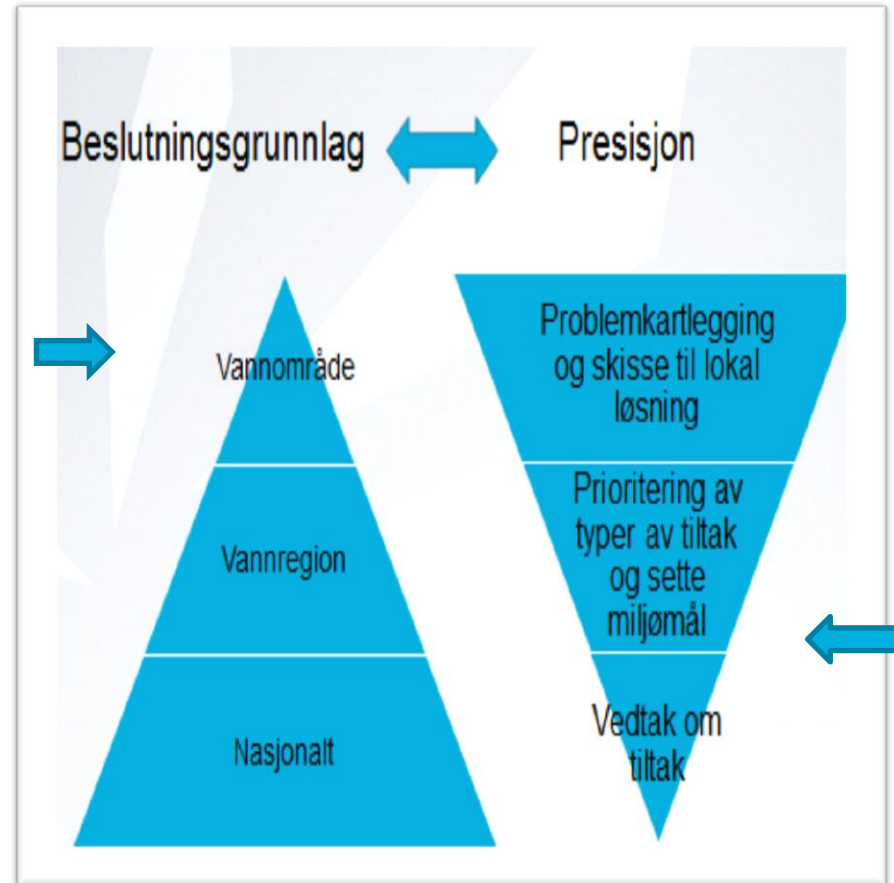 Beslutningsgrunnlag
Presisjon
Vannområde
Vannregion
Nasjonalt
Problemkartlegging
og skisse til lokal
løsning
Prioritering av
typer av tiltak
og sette
miljømål
Vedtak om
tiltak